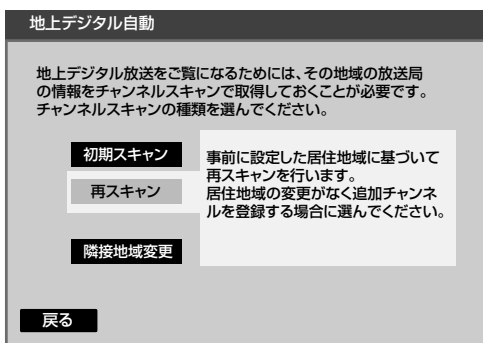 地上デジタル自動
地上デジタル放送をご覧になるためには、その地域の放送局
の情報をチャンネルスキャンで取得しておくことが必要です。
チャンネルスキャンの種類を選んでください。
初期スキャン
再スキャン
隣接地域変更
事前に設定した居住地域に基づいて
再スキャンを行います。
居住地域の変更がなく追加チャンネ
ルを登録する場合に選んでください。
戻る